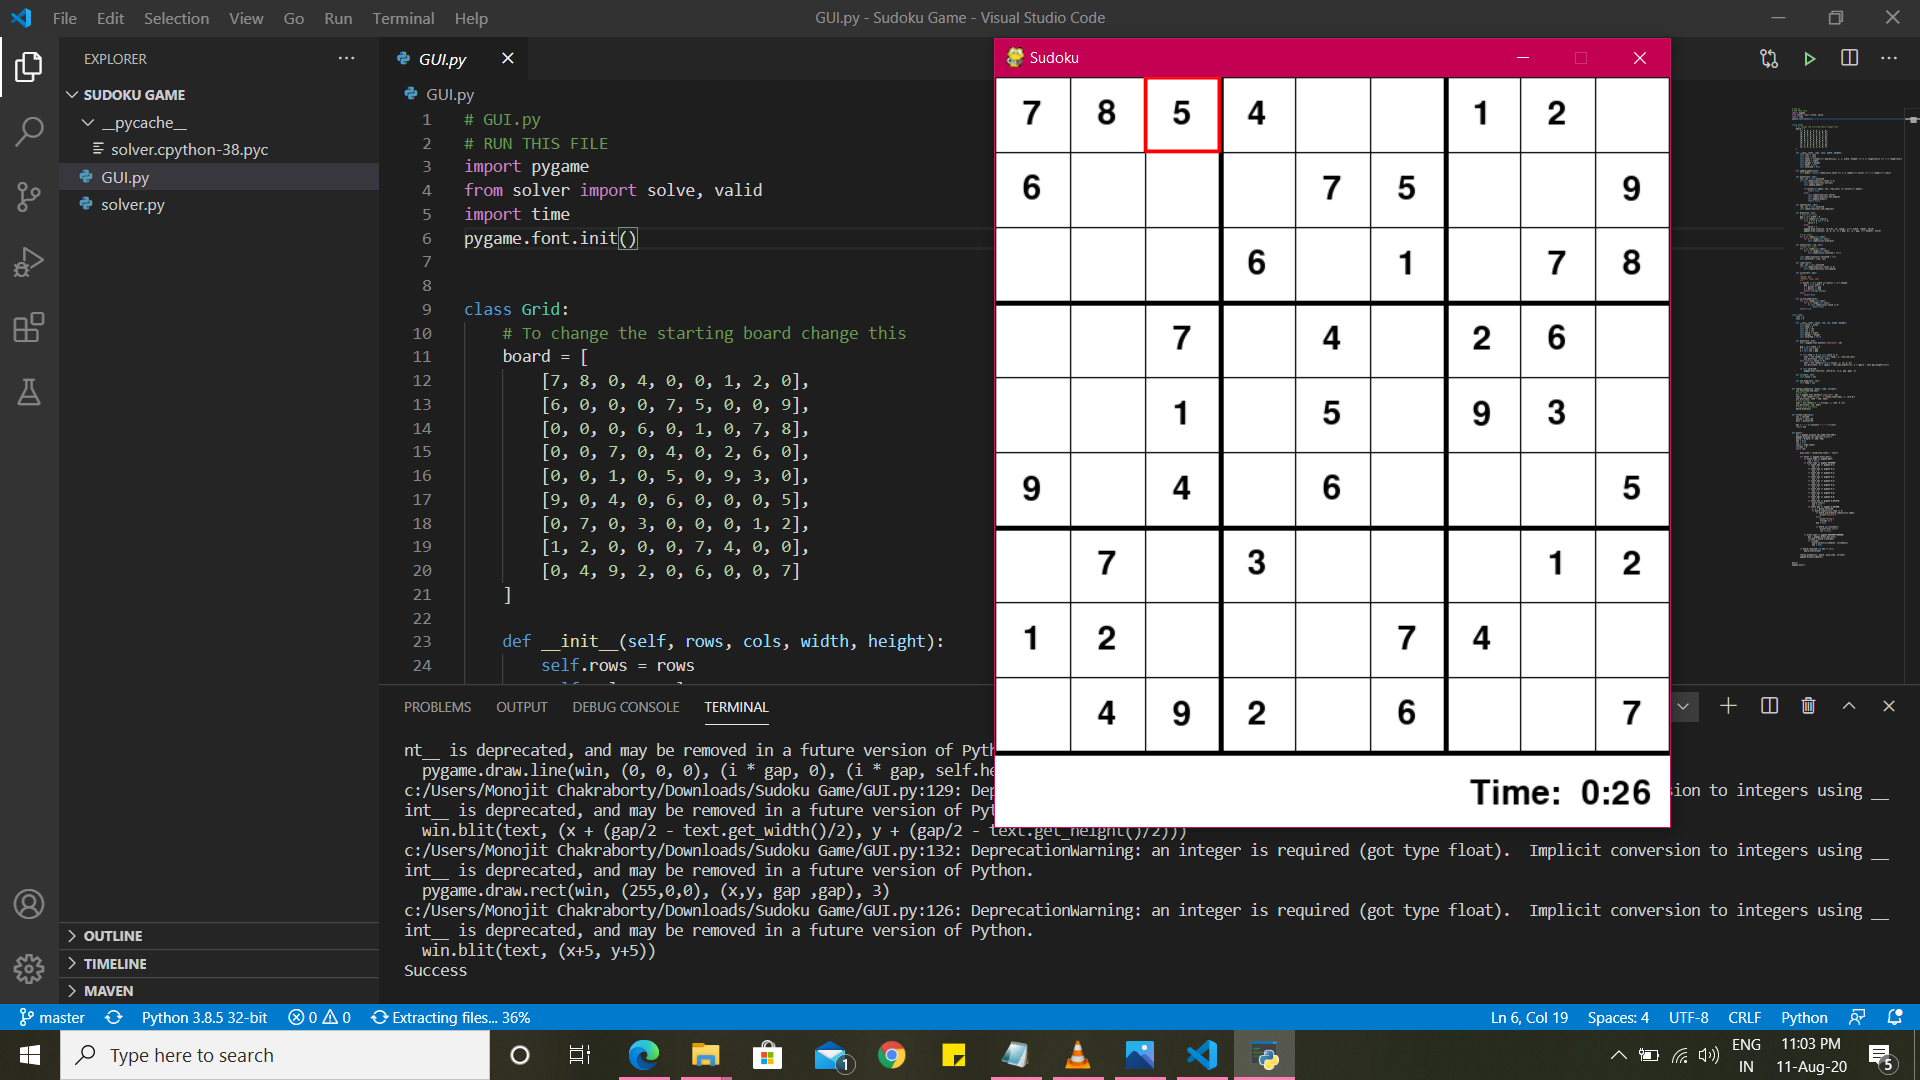 File Edit Selection View Go Run Terminal Help
GUI.py - Sudoku Game - Visual Studio Code
EXPLORER
SUDOKU GAME
__pycache__
solver.cpython-38.pyc
GUI.py
solver.py
OUTLINE
TIMELINE
MAVEN
GUI.py
GUI.py
1 # GUI.py
2 # RUN THIS FILE
3 import pygame
4 from solver import solve, valid
5 import time
6 pygame.font.init()
7
8
9 class Grid:
10 # To change the starting board change this
11 board = [
12 [7, 8, 0, 4, 0, 0, 1, 2, 0],
13 [6, 0, 0, 0, 7, 5, 0, 0, 9],
14 [0, 0, 0, 6, 0, 1, 0, 7, 8],
15 [0, 0, 7, 0, 4, 0, 2, 6, 0],
16 [0, 0, 1, 0, 5, 0, 9, 3, 0],
17 [9, 0, 4, 0, 6, 0, 0, 0, 5],
18 [0, 7, 0, 3, 0, 0, 0, 1, 2],
19 [1, 2, 0, 0, 0, 7, 4, 0, 0],
20 [0, 4, 9, 2, 0, 6, 0, 0, 7]
21 ]
22
23 def __init__(self, rows, cols, width, height):
24 self.rows = rows
Sudoku
7 8 5 4 1 2
6 7 5 9
6 1 7 8
7 4 2 6
1 5 9 3
9 4 6 5
7 3 1 2
1 2 7 4
4 9 2 6 7
Time: 0:26
PROBLEMS OUTPUT DEBUG CONSOLE TERMINAL
nt__ is deprecated, and may be removed in a future version of Pyth
pygame.draw.line(win, (0, 0, 0), (i * gap, 0), (i * gap, self.he
c:/Users/Monojit Chakraborty/Downloads/Sudoku Game/GUI.py:129: Dep sion to integers using __
int__ is deprecated, and may be removed in a future version of Pyt
win.blit(text, (x + (gap/2 - text.get_width()/2), y + (gap/2 - text.get_height()/2)))
c:/Users/Monojit Chakraborty/Downloads/Sudoku Game/GUI.py:132: DeprecationWarning: an integer is required (got type float).  Implicit conversion to integers using __
int__ is deprecated, and may be removed in a future version of Python.
pygame.draw.rect(win, (255,0,0), (x,y, gap ,gap), 3)
c:/Users/Monojit Chakraborty/Downloads/Sudoku Game/GUI.py:126: DeprecationWarning: an integer is required (got type float).  Implicit conversion to integers using __
int__ is deprecated, and may be removed in a future version of Python.
win.blit(text, (x+5, y+5))
Success
master Python 3.8.5 32-bit 0 0 Extracting files... 36% Ln 6, Col 19 Spaces: 4 UTF-8 CRLF Python
Type here to search
1
ENG
IN
11:03 PM
11-Aug-20
5